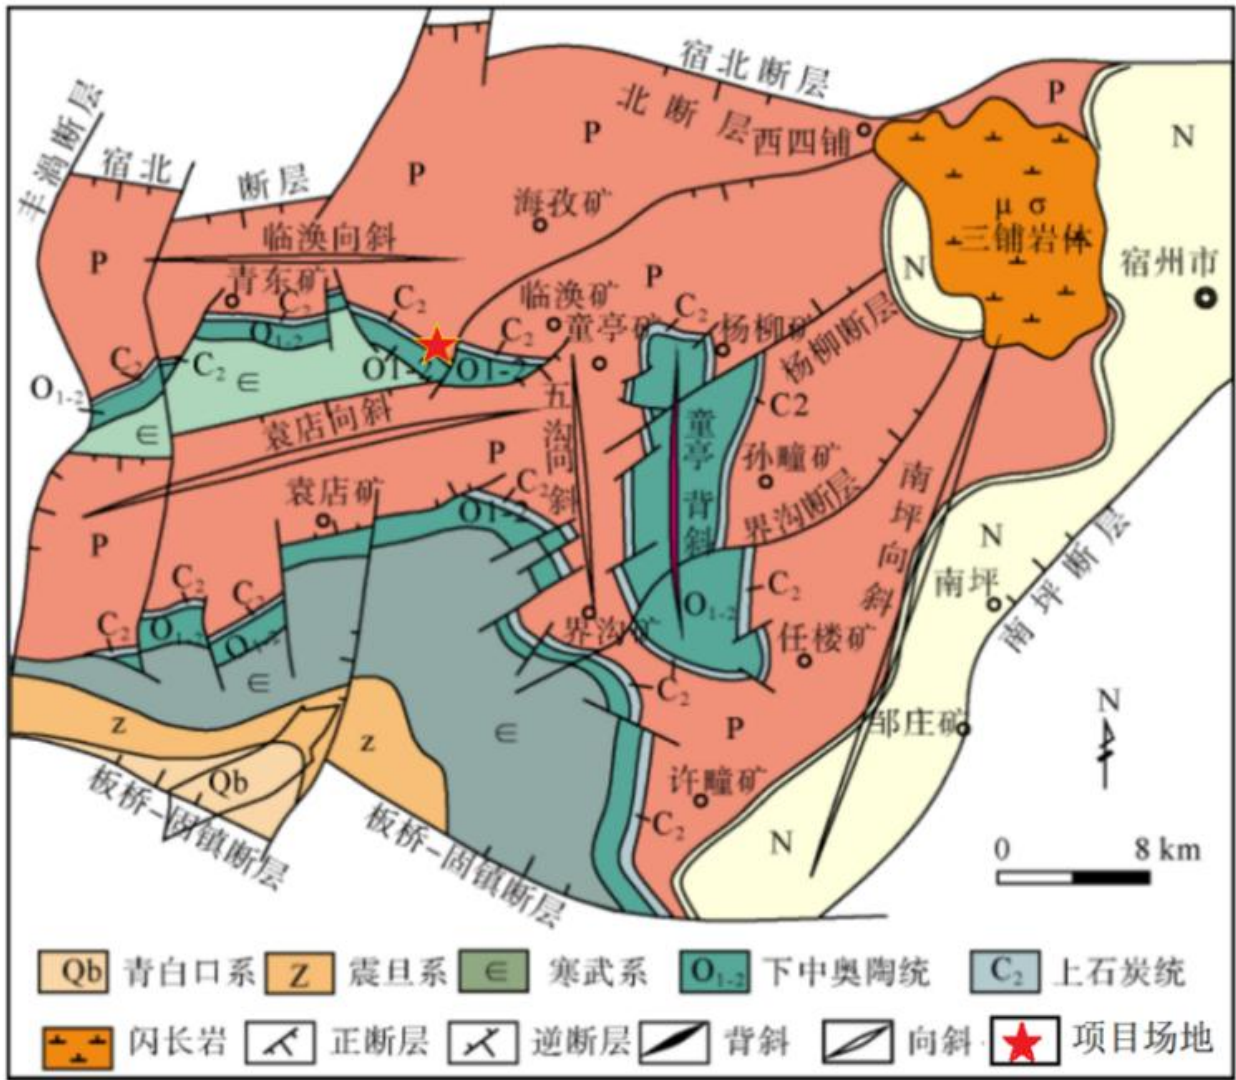 宿北断层
北断层
丰涡断层
宿北
断层
P
西四铺
P
N
P
海孜矿
μσ
三铺岩体
临涣向斜
P
青东矿
P
N
宿州市
C₂
C₂
临涣矿
C₂
O₁₋₂
C₂
童亭矿
杨柳矿
杨柳断层
C₂
C₂
∈
O1-2
O1-2
O₁₋₂
∈
袁店向斜
五沟向斜
C2
童亭背斜
P
孙疃矿
C₂
袁店矿
O1-2
界沟断层
南坪向斜
N
P
南坪
南坪断层
C₂
C₂
C₂
C₂
O₁₋₂
O₁₋₂
O₁₋₂
界沟矿
任楼矿
∈
C₂
N
Z
Z
∈
P
邹庄矿
Qb
许疃矿
C₂
板桥-固镇断层
板桥-固镇断层
N
0 8 km
Qb 青白口系 Z 震旦系 ∈ 寒武系 O₁₋₂ 下中奥陶统 C₂ 上石炭统
闪长岩 正断层 逆断层 背斜 向斜 项目场地